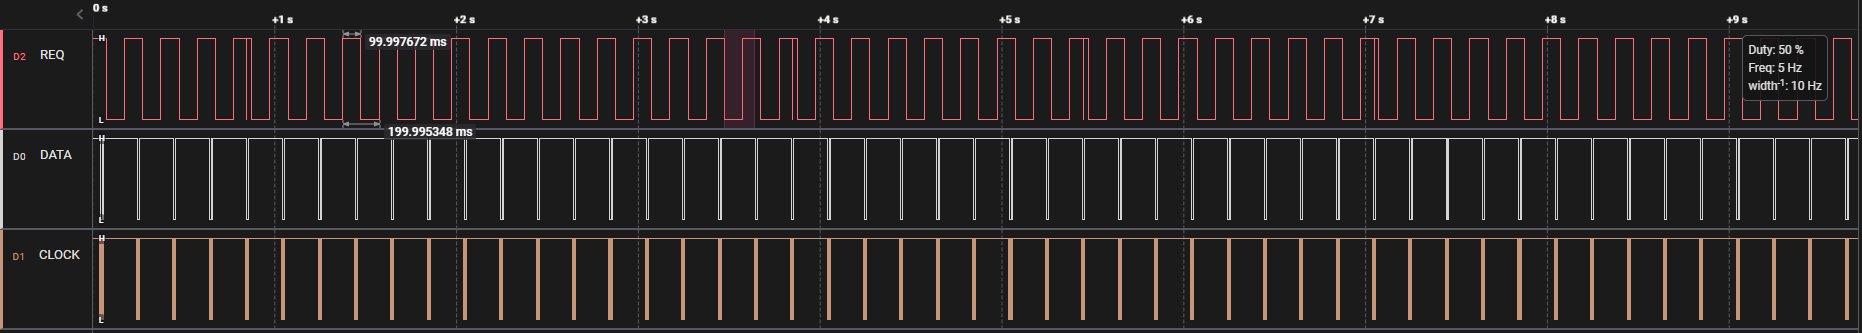 0 s
+1 s
+2 s
+3 s
+4 s
+5 s
+6 s
+7 s
+8 s
+9 s
D2 REQ
H
L
99.997672 ms
199.995348 ms
Duty: 50 %
Freq: 5 Hz
width⁻¹: 10 Hz
D0 DATA
H
L
D1 CLOCK
H
L